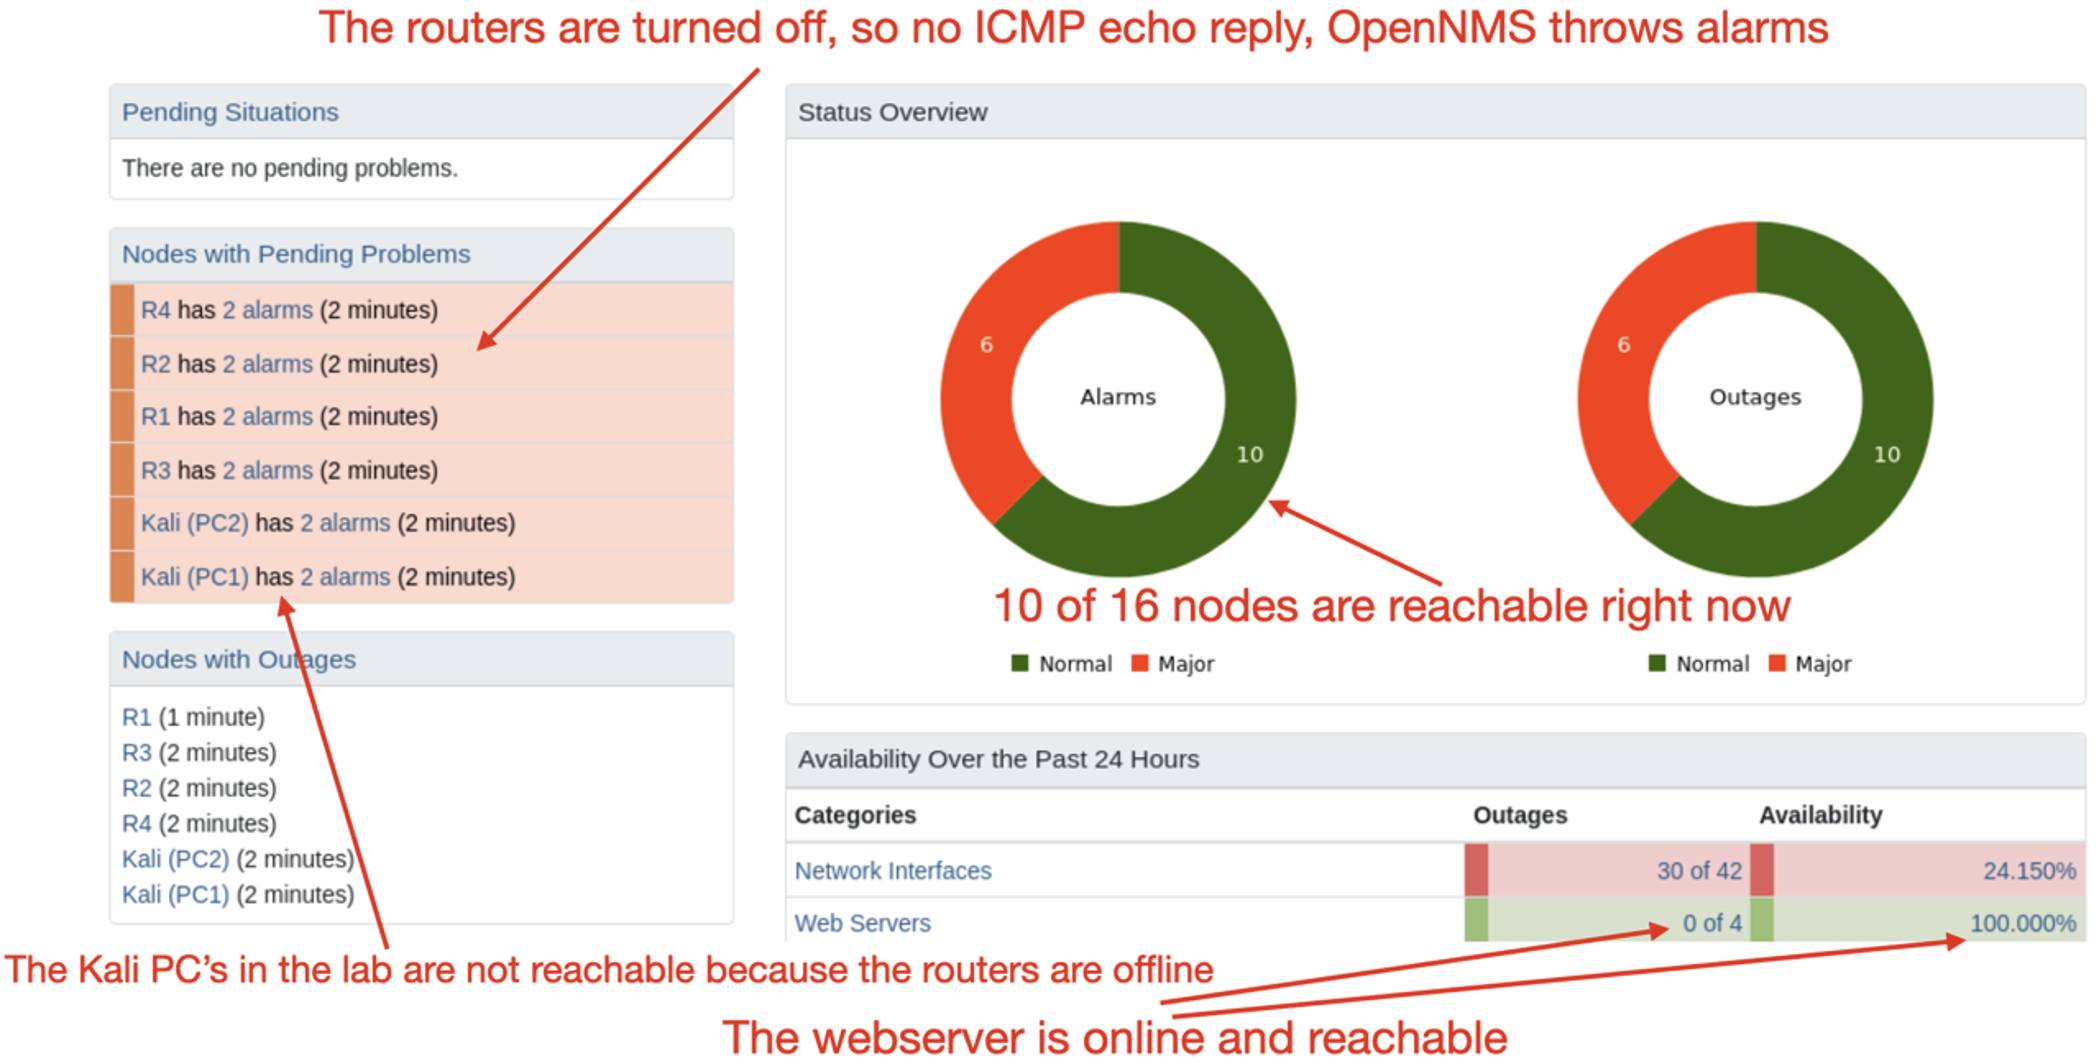 The routers are turned off, so no ICMP echo reply, OpenNMS throws alarms
Pending Situations
There are no pending problems.
Nodes with Pending Problems
R4 has 2 alarms (2 minutes)
R2 has 2 alarms (2 minutes)
R1 has 2 alarms (2 minutes)
R3 has 2 alarms (2 minutes)
Kali (PC2) has 2 alarms (2 minutes)
Kali (PC1) has 2 alarms (2 minutes)
Nodes with Outages
R1 (1 minute)
R3 (2 minutes)
R2 (2 minutes)
R4 (2 minutes)
Kali (PC2) (2 minutes)
Kali (PC1) (2 minutes)
The Kali PC’s in the lab are not reachable because the routers are offline
Status Overview
6
Alarms
10
6
Outages
10
10 of 16 nodes are reachable right now
Normal Major
Normal Major
Availability Over the Past 24 Hours
Categories Outages Availability
Network Interfaces 30 of 42 24.150%
Web Servers 0 of 4 100.000%
The webserver is online and reachable